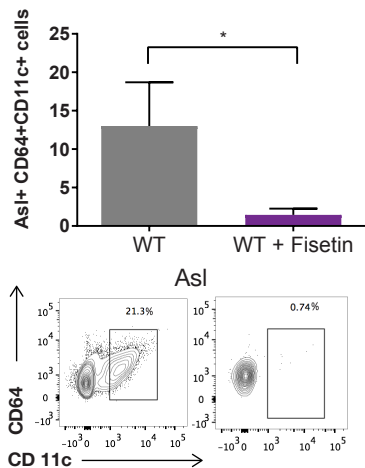 Asl+ CD64+CD11c+ cells
25
20
15
10
5
0
*
WT
WT + Fisetin
Asl
21.3%
0.74%
10⁵
10⁴
10³
0
−10³
−10³ 0 10³ 10⁴ 10⁵
10⁵
10⁴
10³
0
−10³
−10³ 0 10³ 10⁴ 10⁵
CD64
CD 11c